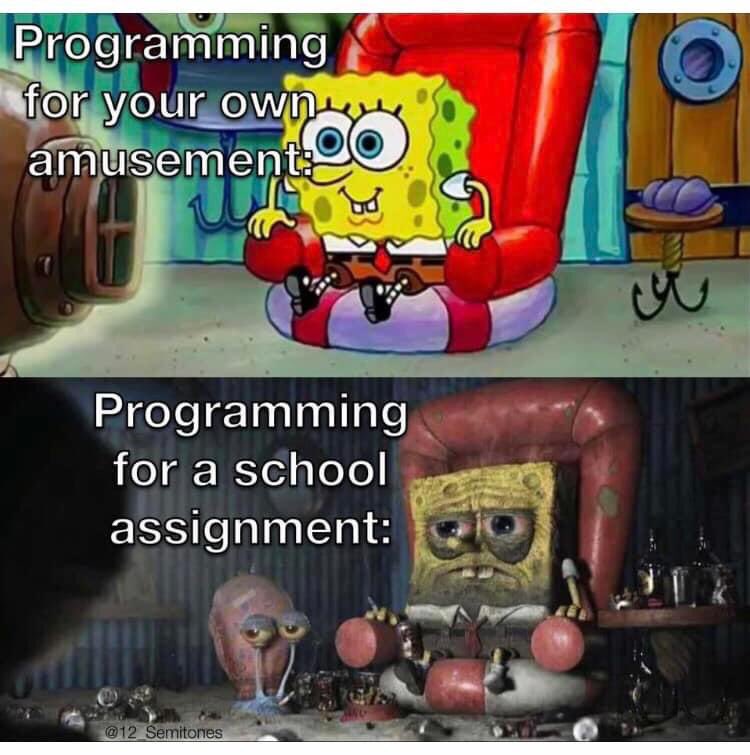 Programming
for your own
amusement:
Programming
for a school
assignment:
@12_Semitones